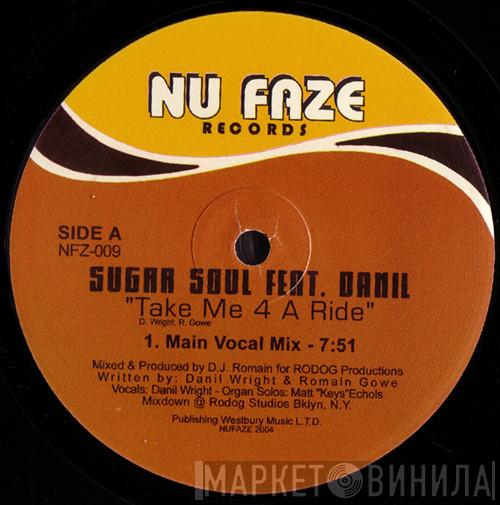 NU FAZE
RECORDS
SIDE A
NFZ-009
SUGAR SOUL FEAT. DANIL
"Take Me 4 A Ride"
D. Wright, R. Gowe
1. Main Vocal Mix - 7:51
Mixed & Produced by D.J. Romain for RODOG Productions
Written by: Danil Wright & Romain Gowe
Vocals: Danil Wright - Organ Solos: Matt "Keys"Echols
Mixdown @ Rodog Studios Bklyn, N.Y.
Publishing Westbury Music L.T.D.
NUFAZE 2004
МАРКЕТ ВИНИЛА